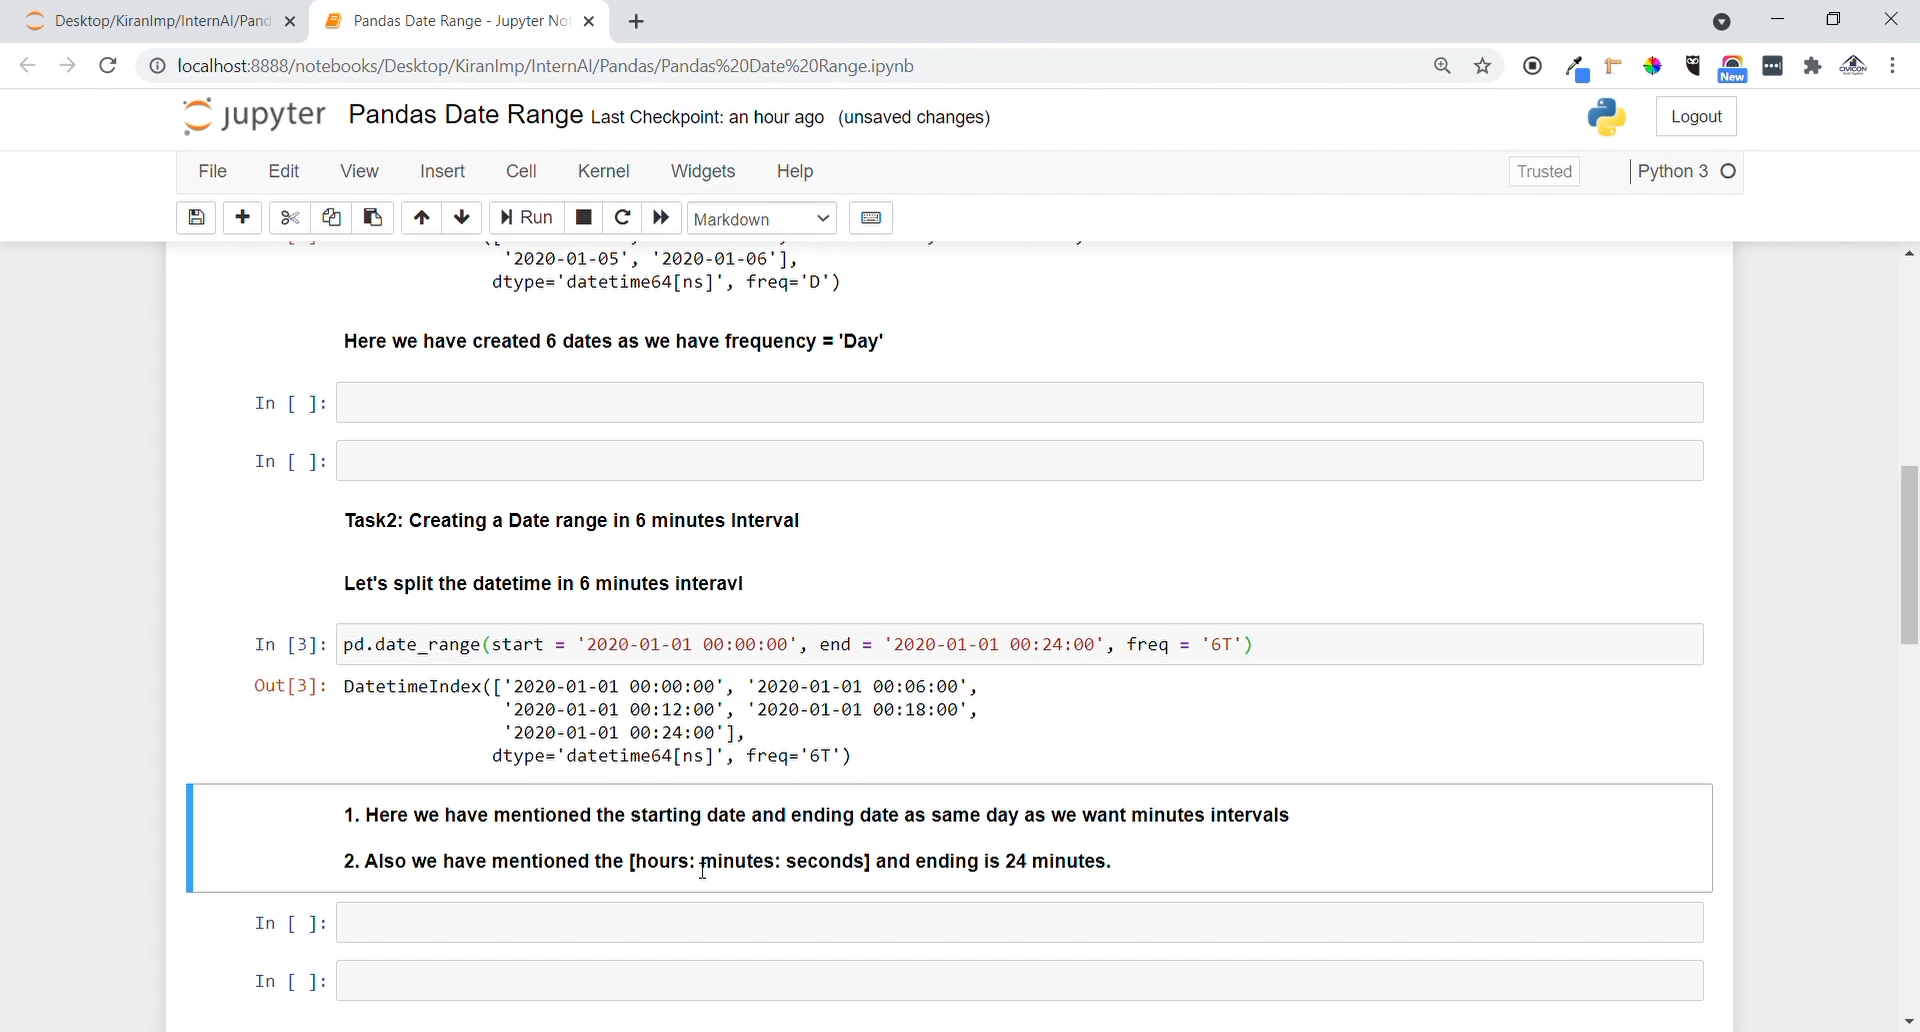 Desktop/KiranImp/InternAI/Pand
Pandas Date Range - Jupyter No
localhost:8888/notebooks/Desktop/KiranImp/InternAI/Pandas/Pandas%20Date%20Range.ipynb
New
CIVICON
jupyter Pandas Date Range Last Checkpoint: an hour ago (unsaved changes)
Logout
File Edit View Insert Cell Kernel Widgets Help
Trusted
Python 3
Run
Markdown
'2020-01-05', '2020-01-06'],
dtype='datetime64[ns]', freq='D')
Here we have created 6 dates as we have frequency = 'Day'
In [ ]:
In [ ]:
Task2: Creating a Date range in 6 minutes Interval
Let's split the datetime in 6 minutes interavl
In [3]: pd.date_range(start = '2020-01-01 00:00:00', end = '2020-01-01 00:24:00', freq = '6T')
Out[3]: DatetimeIndex(['2020-01-01 00:00:00', '2020-01-01 00:06:00',
'2020-01-01 00:12:00', '2020-01-01 00:18:00',
'2020-01-01 00:24:00'],
dtype='datetime64[ns]', freq='6T')
1. Here we have mentioned the starting date and ending date as same day as we want minutes intervals
2. Also we have mentioned the [hours: minutes: seconds] and ending is 24 minutes.
In [ ]:
In [ ]: